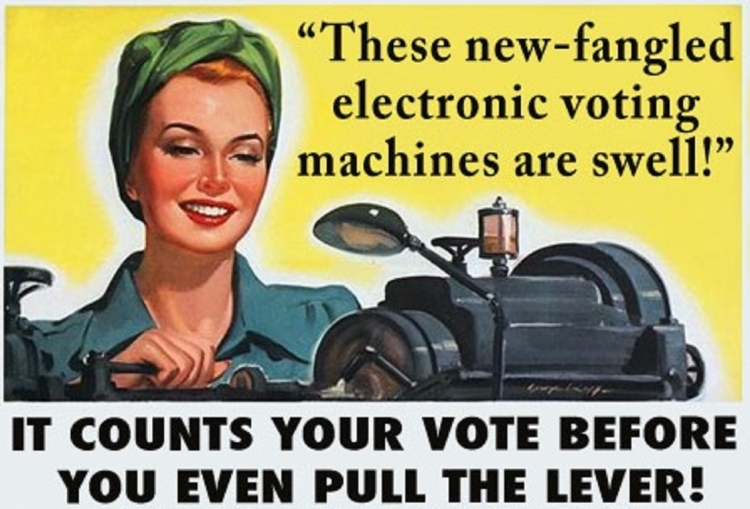 “These new-fangled
electronic voting
machines are swell!”
IT COUNTS YOUR VOTE BEFORE
YOU EVEN PULL THE LEVER!